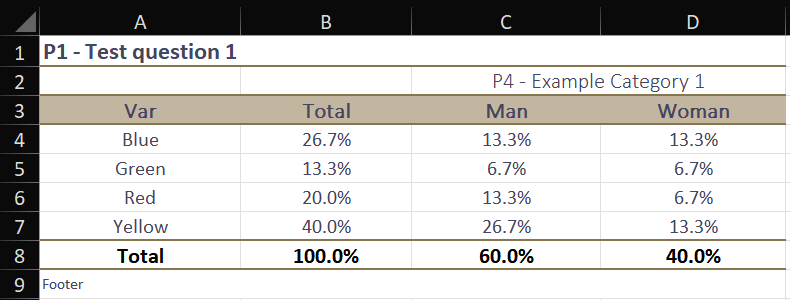 A B C D
1 P1 - Test question 1
2 P4 - Example Category 1
3 Var Total Man Woman
4 Blue 26.7% 13.3% 13.3%
5 Green 13.3% 6.7% 6.7%
6 Red 20.0% 13.3% 6.7%
7 Yellow 40.0% 26.7% 13.3%
8 Total 100.0% 60.0% 40.0%
9 Footer